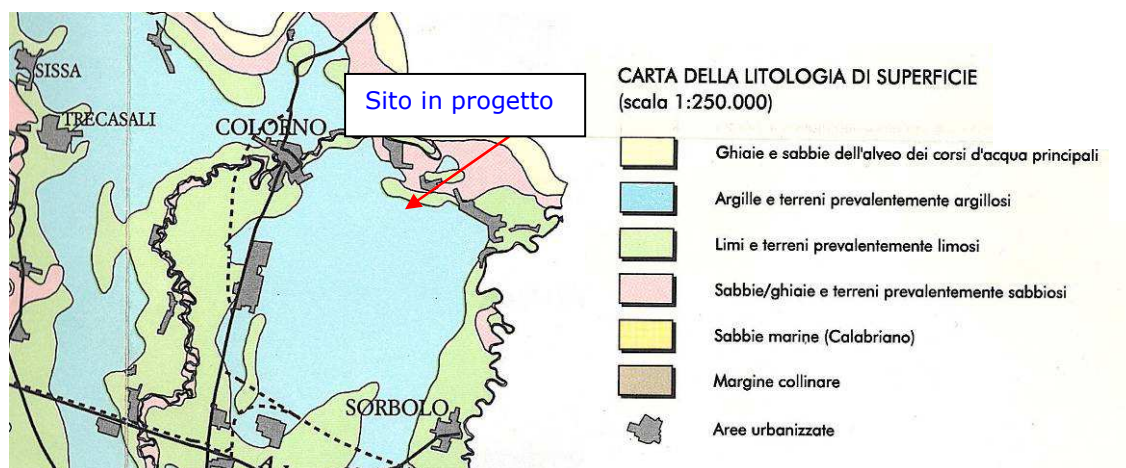 SISSA
TRECASALI
COLORNO
Sito in progetto
SORBOLO
CARTA DELLA LITOLOGIA DI SUPERFICIE
(scala 1:250.000)
Ghiaie e sabbie dell'alveo dei corsi d'acqua principali
Argille e terreni prevalentemente argillosi
Limi e terreni prevalentemente limosi
Sabbie/ghiaie e terreni prevalentemente sabbiosi
Sabbie marine (Calabriano)
Margine collinare
Aree urbanizzate